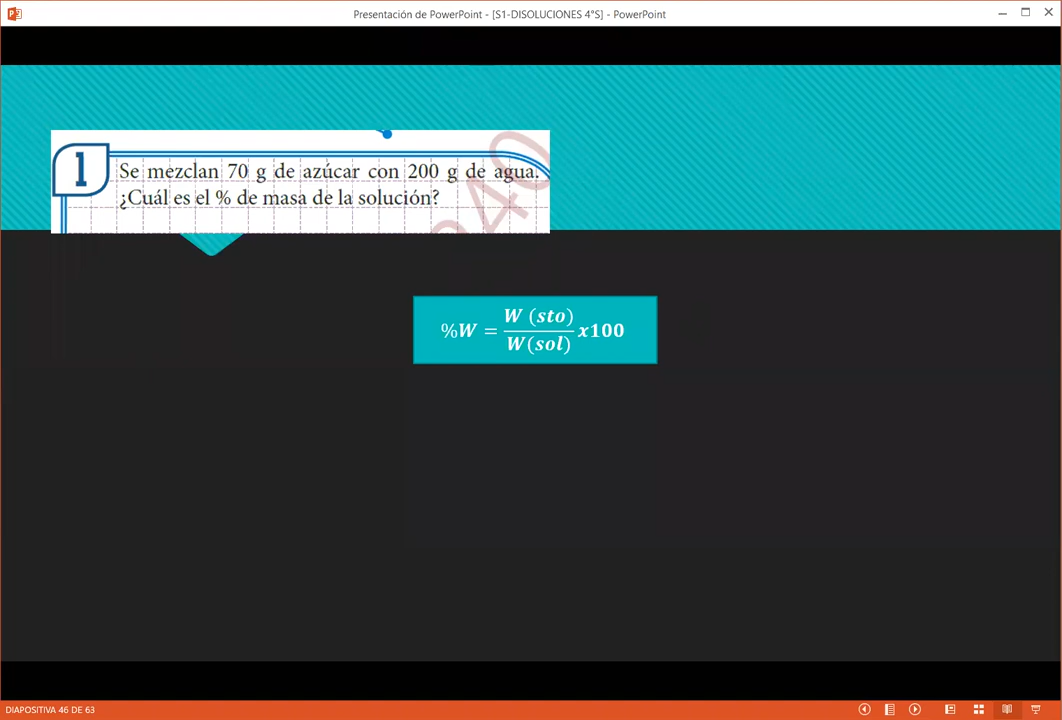 Presentación de PowerPoint - [S1-DISOLUCIONES 4°S] - PowerPoint
1
Se mezclan 70 g de azúcar con 200 g de agua.
¿Cuál es el % de masa de la solución?
240
%W = W (sto) / W(sol) x100
DIAPOSITIVA 46 DE 63